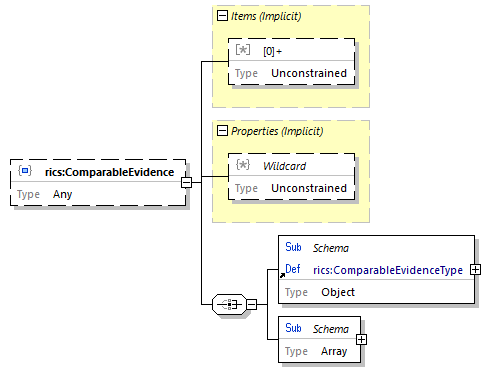 Items (Implicit)
[*] [0]+
Type Unconstrained
Properties (Implicit)
{*} Wildcard
Type Unconstrained
rics:ComparableEvidence
Type Any
Sub Schema
Def rics:ComparableEvidenceType
Type Object
Sub Schema
Type Array